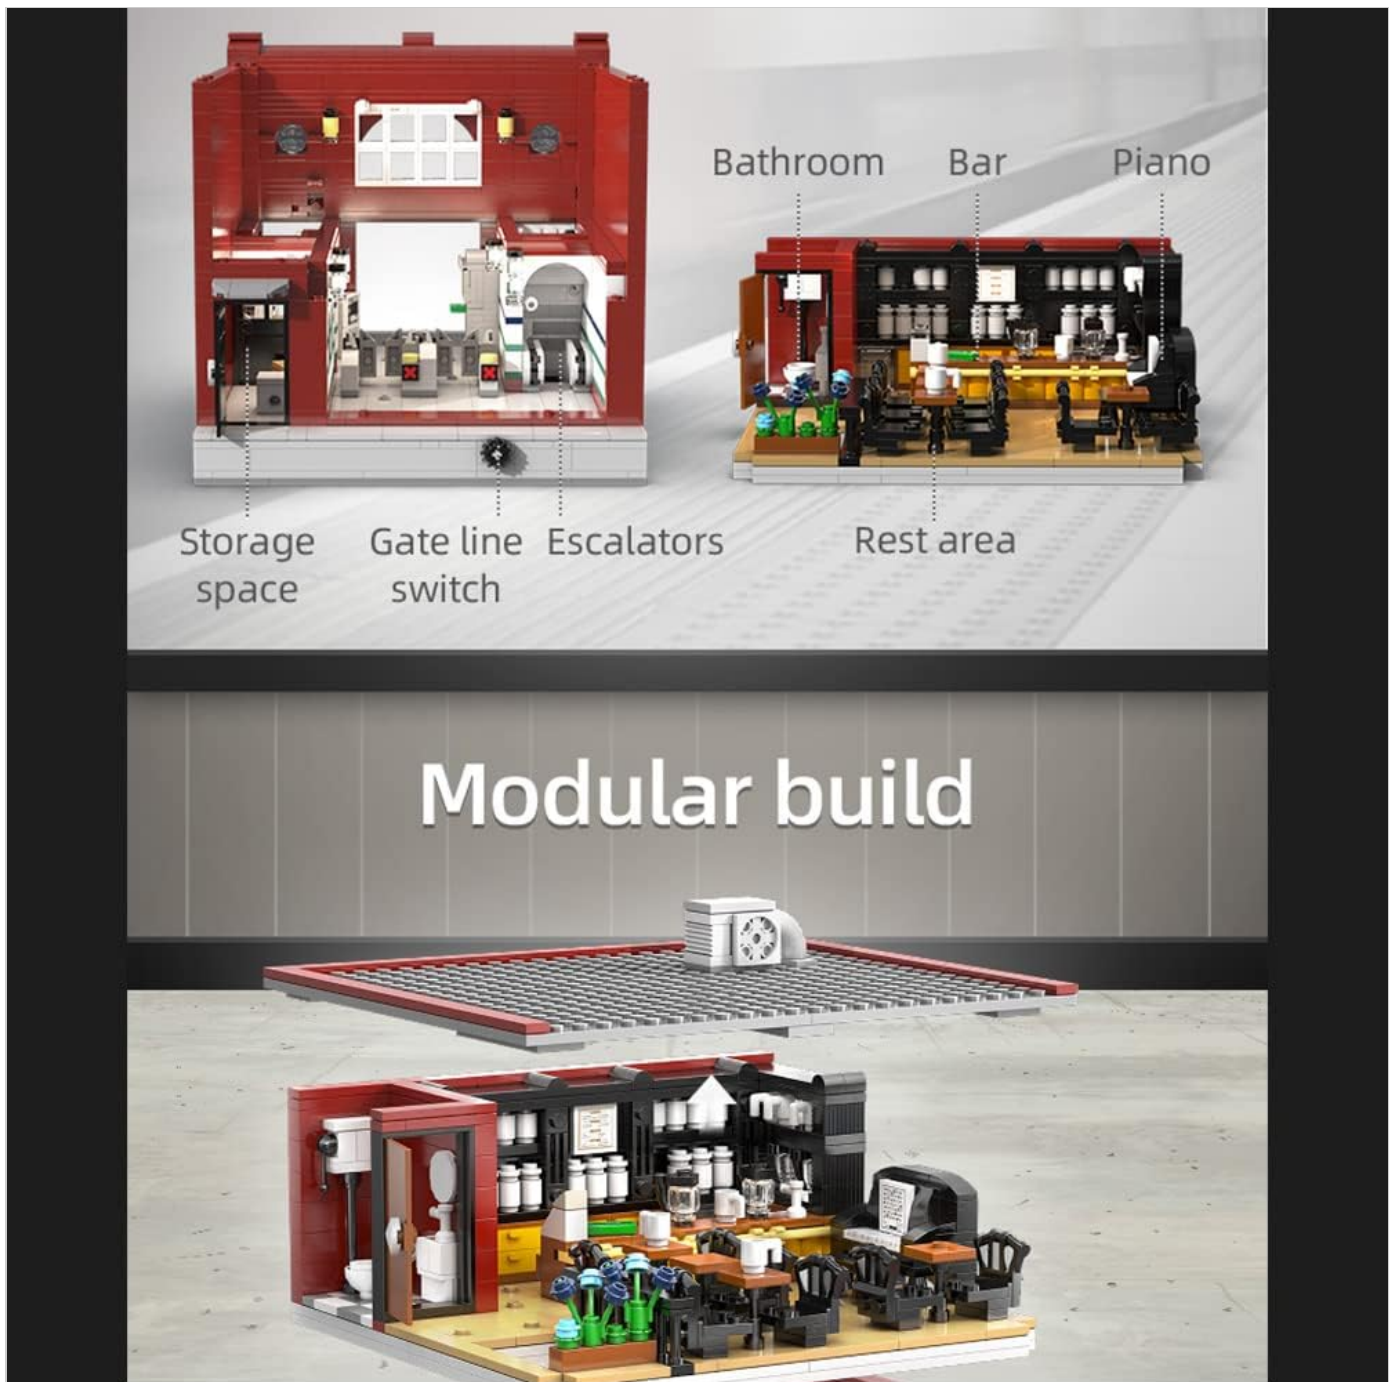 Bathroom
Bar
Piano
Storage
space
Gate line
switch
Escalators
Rest area
Modular build